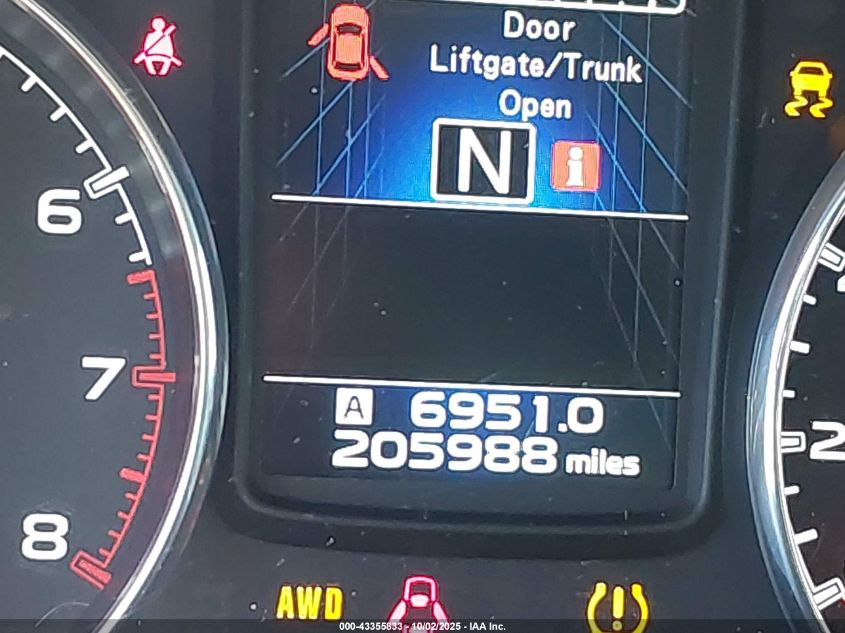 Door
Liftgate/Trunk
Open
N i
6
7
8
A 6951.0
205988 miles
2
AWD
000-43355833 - 10/02/2025 - IAA Inc.